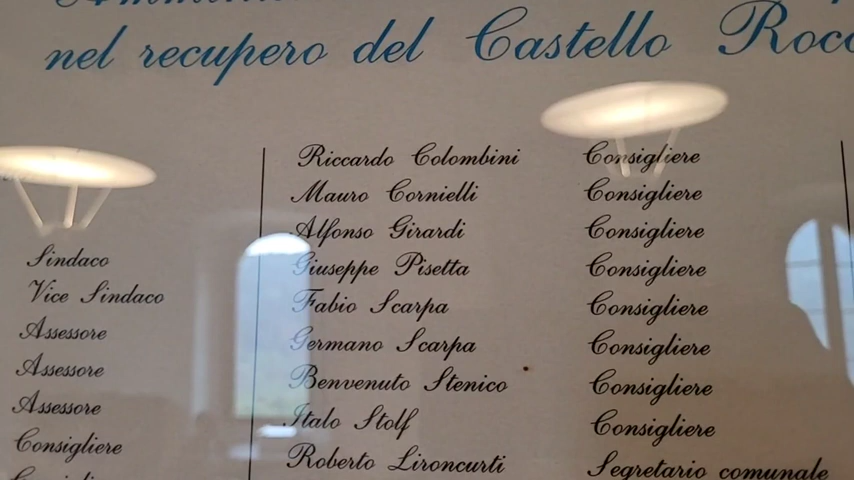 nel recupero del Castello
Sindaco
Vice Sindaco
Assessore
Assessore
Assessore
Consigliere
Riccardo Colombini Consigliere
Mauro Cornielli Consigliere
Alfonso Girardi Consigliere
Giuseppe Pisetta Consigliere
Fabio Scarpa Consigliere
Germano Scarpa Consigliere
Benvenuto Stenico Consigliere
Italo Stolf Consigliere
Roberto Lironcurti Segretario comunale